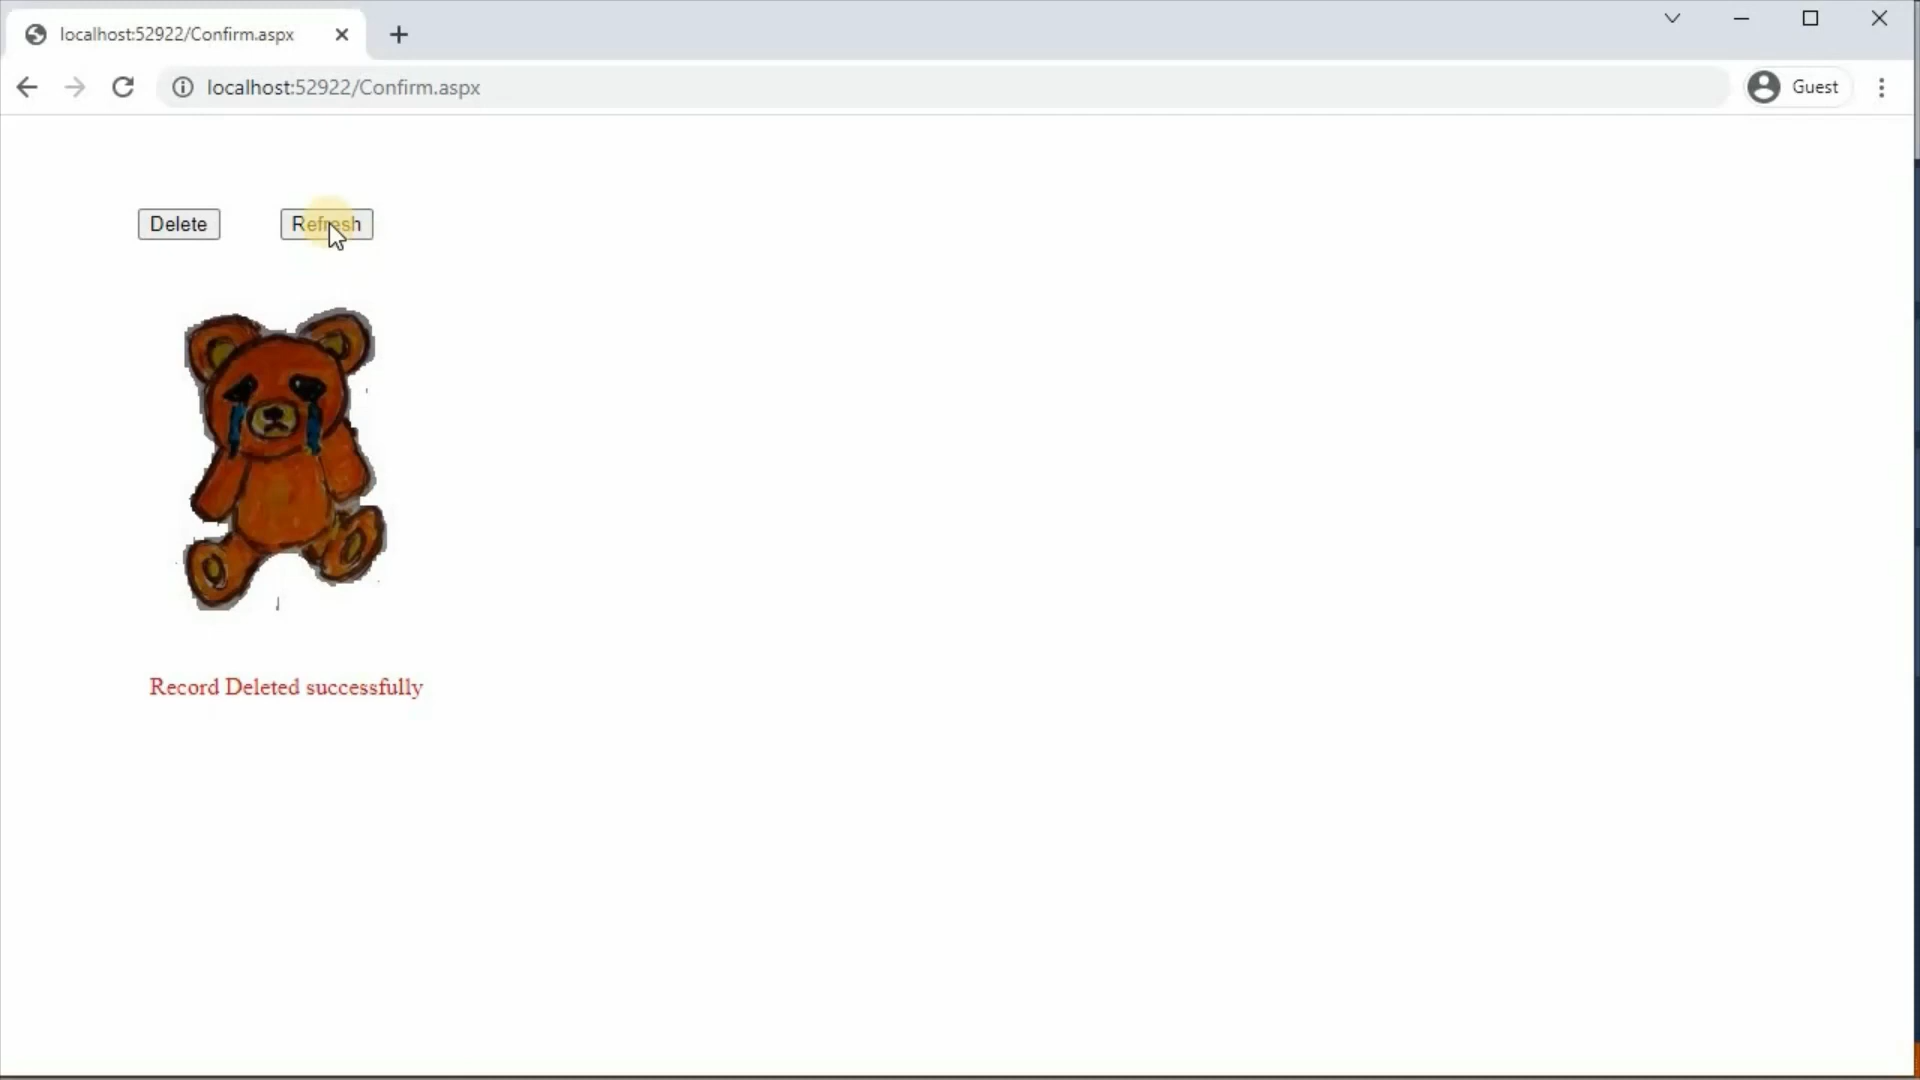 localhost:52922/Confirm.aspx
localhost:52922/Confirm.aspx
Guest
Delete
Refresh
Record Deleted successfully